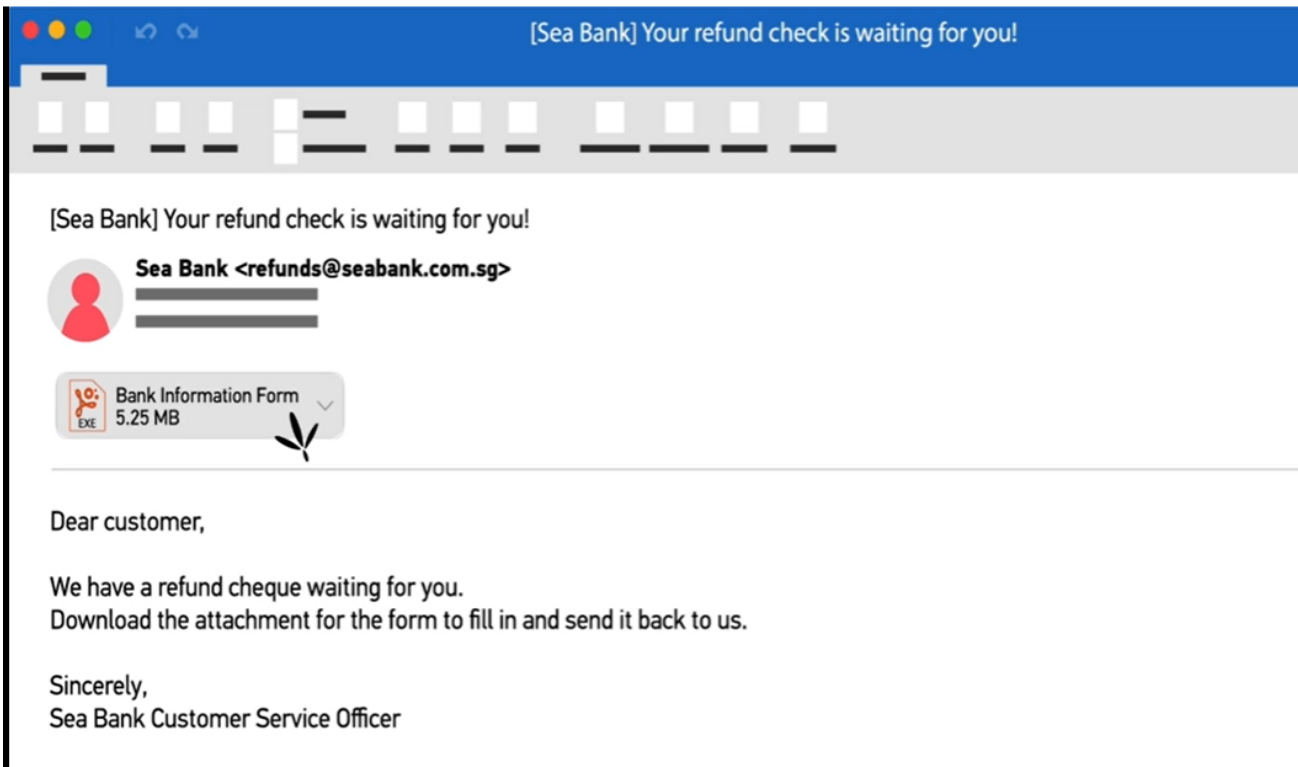 [Sea Bank] Your refund check is waiting for you!
[Sea Bank] Your refund check is waiting for you!
Sea Bank <refunds@seabank.com.sg>
Bank Information Form
EXE 5.25 MB
Dear customer,
We have a refund cheque waiting for you.
Download the attachment for the form to fill in and send it back to us.
Sincerely,
Sea Bank Customer Service Officer